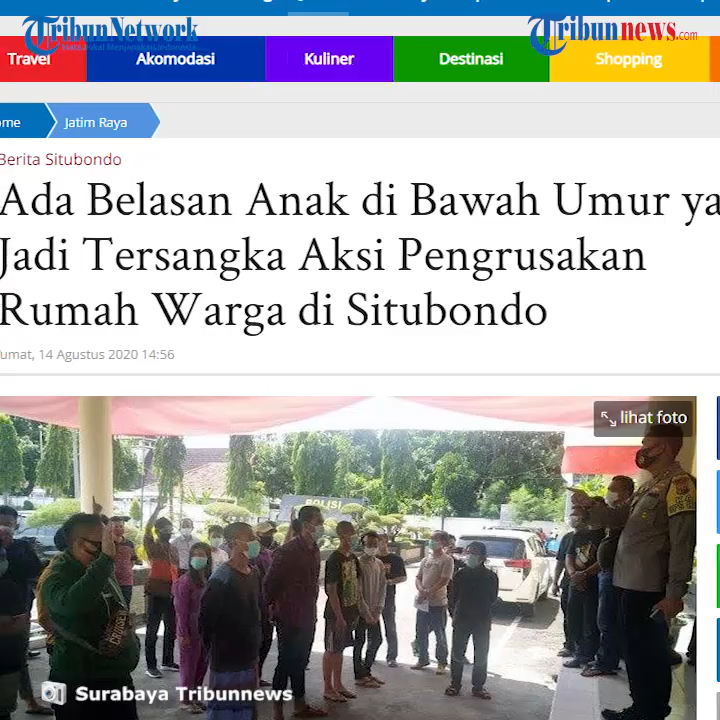 TribunNetwork
Tribunnews.com
Travel
Akomodasi
Kuliner
Destinasi
Shopping
ome
Jatim Raya
Berita Situbondo
Ada Belasan Anak di Bawah Umur ya
Jadi Tersangka Aksi Pengrusakan
Rumah Warga di Situbondo
umat, 14 Agustus 2020 14:56
lihat foto
POLISI
Surabaya Tribunnews